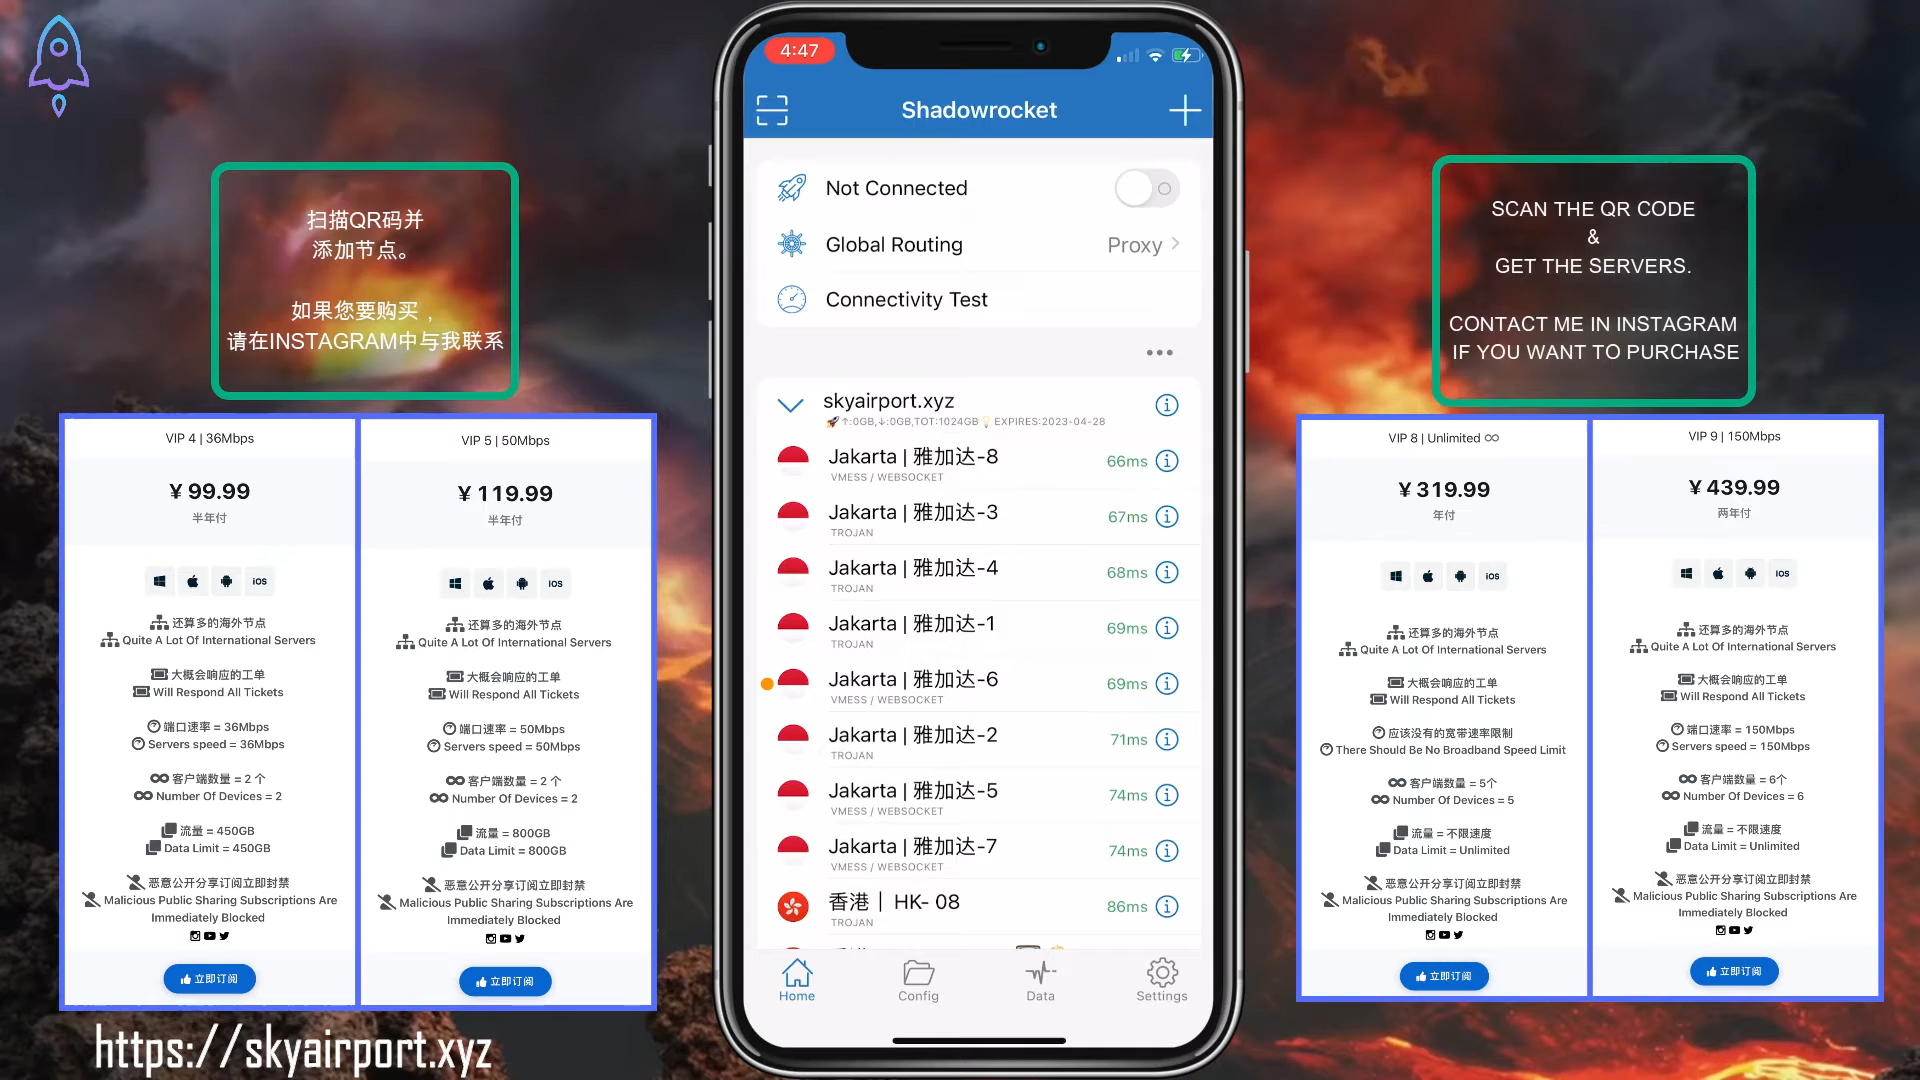 扫描QR码并
添加节点。
如果您要购买，
请在INSTAGRAM中与我联系
VIP 4 | 36Mbps
¥ 99.99
半年付
iOS
还算多的海外节点
Quite A Lot Of International Servers
大概会响应的工单
Will Respond All Tickets
端口速率 = 36Mbps
Servers speed = 36Mbps
客户端数量 = 2 个
Number Of Devices = 2
流量 = 450GB
Data Limit = 450GB
恶意公开分享订阅立即封禁
Malicious Public Sharing Subscriptions Are
Immediately Blocked
立即订阅
VIP 5 | 50Mbps
¥ 119.99
半年付
iOS
还算多的海外节点
Quite A Lot Of International Servers
大概会响应的工单
Will Respond All Tickets
端口速率 = 50Mbps
Servers speed = 50Mbps
客户端数量 = 2 个
Number Of Devices = 2
流量 = 800GB
Data Limit = 800GB
恶意公开分享订阅立即封禁
Malicious Public Sharing Subscriptions Are
Immediately Blocked
立即订阅
https://skyairport.xyz
4:47
Shadowrocket
Not Connected
Global Routing Proxy
Connectivity Test
skyairport.xyz
↑:0GB,↓:0GB,TOT:1024GB EXPIRES:2023-04-28
Jakarta | 雅加达-8 66ms
VMESS / WEBSOCKET
Jakarta | 雅加达-3 67ms
TROJAN
Jakarta | 雅加达-4 68ms
TROJAN
Jakarta | 雅加达-1 69ms
TROJAN
Jakarta | 雅加达-6 69ms
VMESS / WEBSOCKET
Jakarta | 雅加达-2 71ms
TROJAN
Jakarta | 雅加达-5 74ms
VMESS / WEBSOCKET
Jakarta | 雅加达-7 74ms
VMESS / WEBSOCKET
香港 | HK- 08 86ms
TROJAN
Home Config Data Settings
SCAN THE QR CODE
&
GET THE SERVERS.
CONTACT ME IN INSTAGRAM
IF YOU WANT TO PURCHASE
VIP 8 | Unlimited ∞
¥ 319.99
年付
iOS
还算多的海外节点
Quite A Lot Of International Servers
大概会响应的工单
Will Respond All Tickets
应该没有的宽带速率限制
There Should Be No Broadband Speed Limit
客户端数量 = 5个
Number Of Devices = 5
流量 = 不限速度
Data Limit = Unlimited
恶意公开分享订阅立即封禁
Malicious Public Sharing Subscriptions Are
Immediately Blocked
立即订阅
VIP 9 | 150Mbps
¥ 439.99
两年付
iOS
还算多的海外节点
Quite A Lot Of International Servers
大概会响应的工单
Will Respond All Tickets
端口速率 = 150Mbps
Servers speed = 150Mbps
客户端数量 = 6个
Number Of Devices = 6
流量 = 不限速度
Data Limit = Unlimited
恶意公开分享订阅立即封禁
Malicious Public Sharing Subscriptions Are
Immediately Blocked
立即订阅